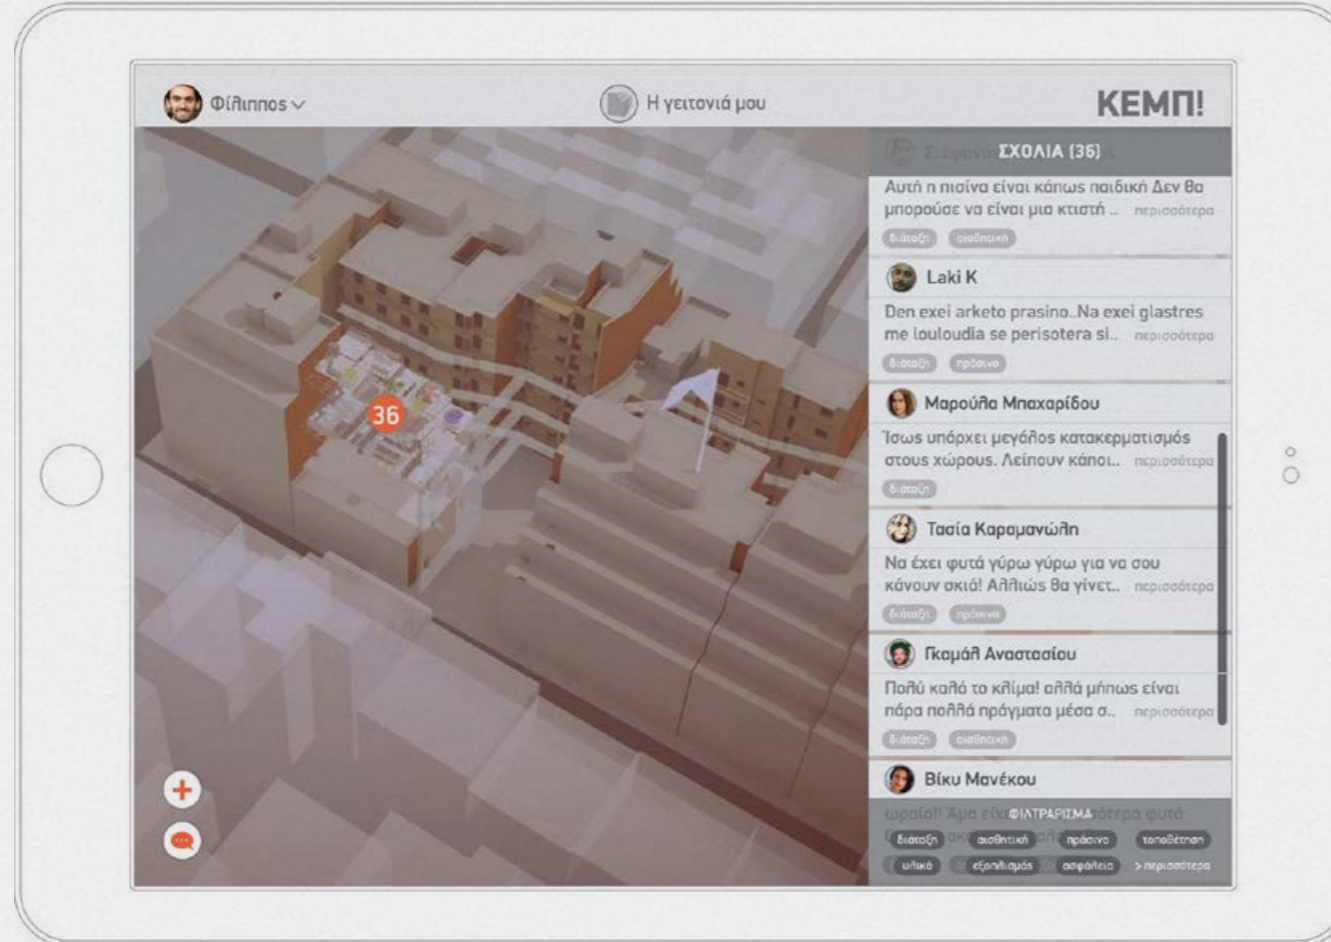 Φίλιππος
Η γειτονιά μου
ΚΕΜΠ!
ΣΧΟΛΙΑ (36)
Αυτή η πισίνα είναι κάπως παιδική Δεν θα
μπορούσε να είναι μια κτιστή .. περισσότερα
διάταξη αισθητική
Laki K
Den exei arketo prasino..Na exei glastres
me louloudia se perisotera si.. περισσότερα
διάταξη πράσινο
Μαρούλα Μπαχαρίδου
Ίσως υπάρχει μεγάλος κατακερματισμός
στους χώρους. Λείπουν κάποι.. περισσότερα
διάταξη
Τασία Καραμανώλη
Να έχει φυτά γύρω γύρω για να σου
κάνουν σκιά! Αλλιώς θα γίνετ.. περισσότερα
διάταξη πράσινο
Γκαμάλ Αναστασίου
Πολύ καλό το κλίμα! αλλά μήπως είναι
πάρα πολλά πράγματα μέσα σ.. περισσότερα
διάταξη αισθητική
Βίκυ Μανέκου
ωραίο!! Άμα είχε φυτά
ΦΙΛΤΡΑΡΙΣΜΑ
διάταξη αισθητική πράσινο τοποθέτηση
υλικά εξοπλισμός ασφάλεια > περισσότερα
36